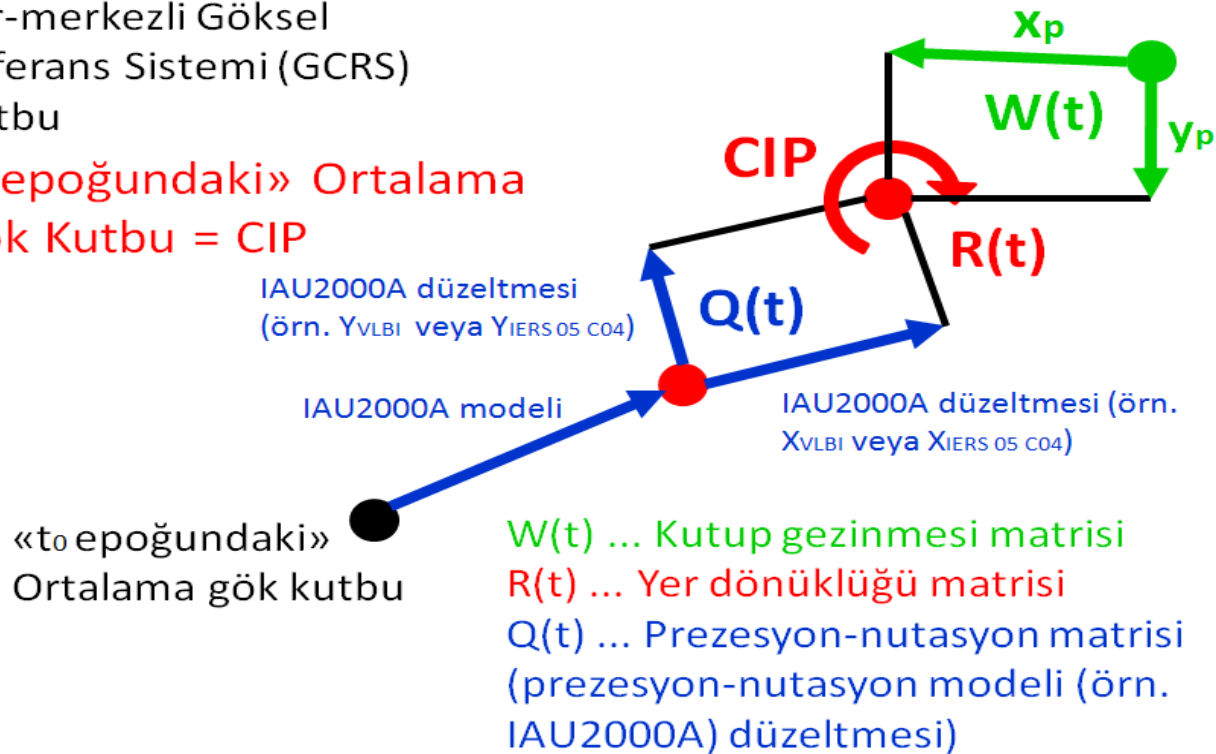 r-merkezli Göksel
ferans Sistemi (GCRS)
tbu
epoğundaki» Ortalama
k Kutbu = CIP
xp
W(t)
yp
CIP
R(t)
IAU2000A düzeltmesi
(örn. YVLBI veya YIERS 05 C04)
Q(t)
IAU2000A modeli
IAU2000A düzeltmesi (örn.
XVLBI veya XIERS 05 C04)
«t0 epoğundaki»
Ortalama gök kutbu
W(t) ... Kutup gezinmesi matrisi
R(t) ... Yer dönüklüğü matrisi
Q(t) ... Prezesyon-nutasyon matrisi
(prezesyon-nutasyon modeli (örn.
IAU2000A) düzeltmesi)